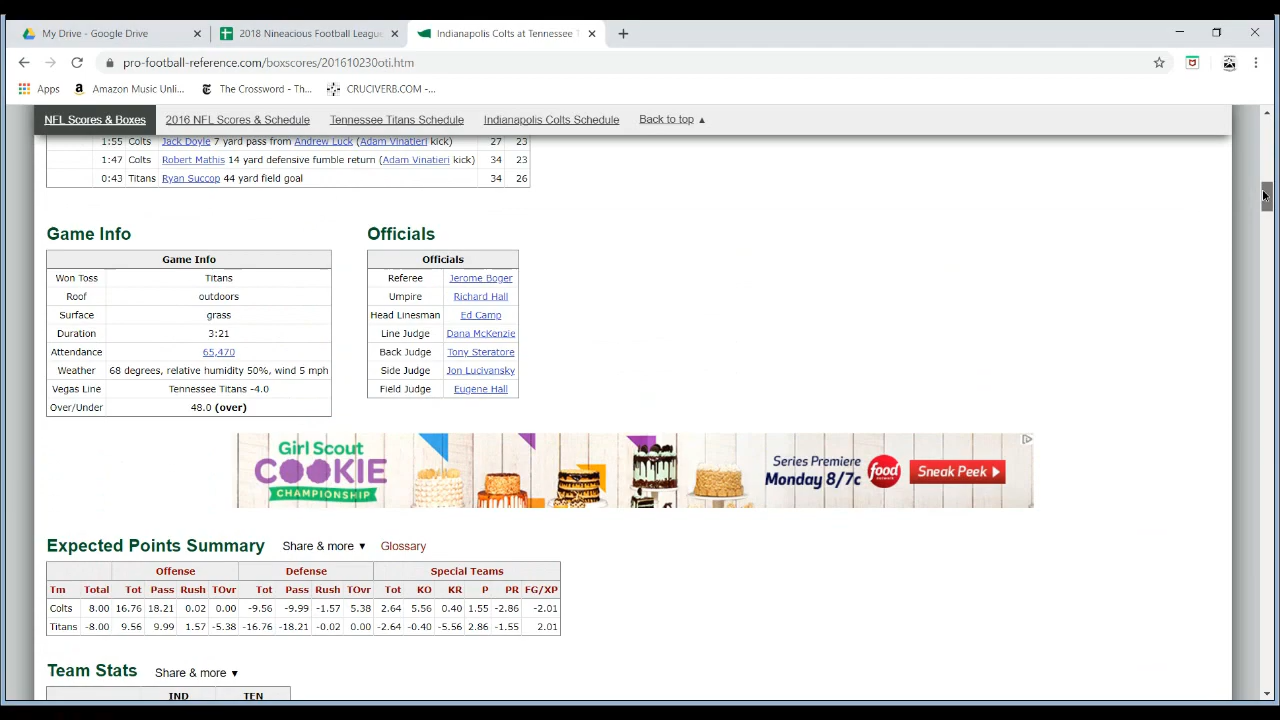 My Drive - Google Drive
2018 Nineacious Football League
Indianapolis Colts at Tennessee T
pro-football-reference.com/boxscores/201610230oti.htm
Apps
Amazon Music Unli...
The Crossword - Th...
CRUCIVERB.COM -...
NFL Scores & Boxes
2016 NFL Scores & Schedule
Tennessee Titans Schedule
Indianapolis Colts Schedule
Back to top ▲
1:55 Colts Jack Doyle 7 yard pass from Andrew Luck (Adam Vinatieri kick) 27 23
1:47 Colts Robert Mathis 14 yard defensive fumble return (Adam Vinatieri kick) 34 23
0:43 Titans Ryan Succop 44 yard field goal 34 26
Game Info
Game Info
Won Toss Titans
Roof outdoors
Surface grass
Duration 3:21
Attendance 65,470
Weather 68 degrees, relative humidity 50%, wind 5 mph
Vegas Line Tennessee Titans -4.0
Over/Under 48.0 (over)
Officials
Officials
Referee Jerome Boger
Umpire Richard Hall
Head Linesman Ed Camp
Line Judge Dana McKenzie
Back Judge Tony Steratore
Side Judge Jon Lucivansky
Field Judge Eugene Hall
Girl Scout
COOKIE
CHAMPIONSHIP
Series Premiere
Monday 8/7c
food
network
Sneak Peek
Expected Points Summary Share & more ▼ Glossary
Offense Defense Special Teams
Tm Total Tot Pass Rush TOvr Tot Pass Rush TOvr Tot KO KR P PR FG/XP
Colts 8.00 16.76 18.21 0.02 0.00 -9.56 -9.99 -1.57 5.38 2.64 5.56 0.40 1.55 -2.86 -2.01
Titans -8.00 9.56 9.99 1.57 -5.38 -16.76 -18.21 -0.02 0.00 -2.64 -0.40 -5.56 2.86 -1.55 2.01
Team Stats Share & more ▼
IND TEN